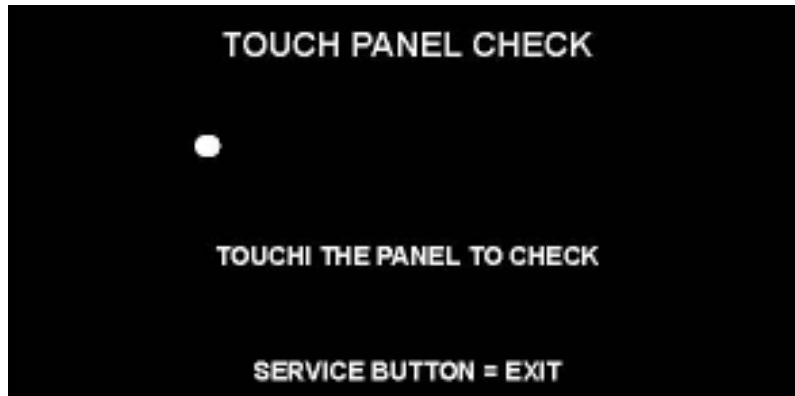 TOUCH PANEL CHECK
TOUCHI THE PANEL TO CHECK
SERVICE BUTTON = EXIT